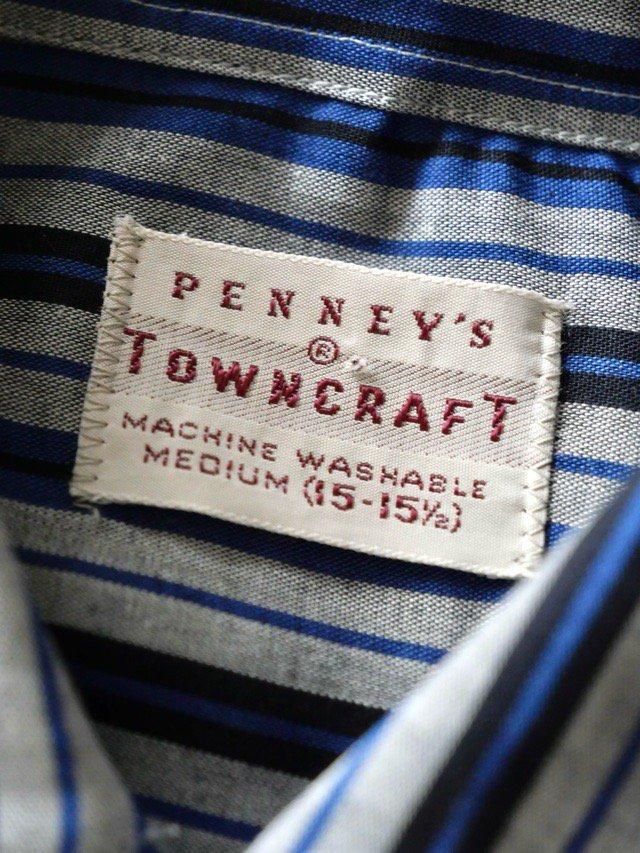 PENNEY'S
®
TOWNCRAFT
MACHINE WASHABLE
MEDIUM (15-15½)